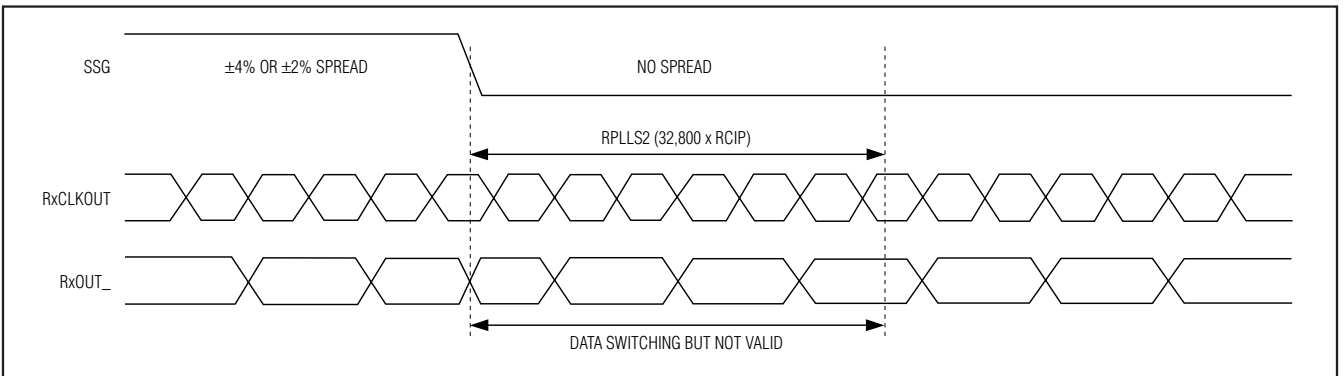 SSG
±4% OR ±2% SPREAD
NO SPREAD
RPLLS2 (32,800 x RCIP)
RxCLKOUT
RxOUT_
DATA SWITCHING BUT NOT VALID